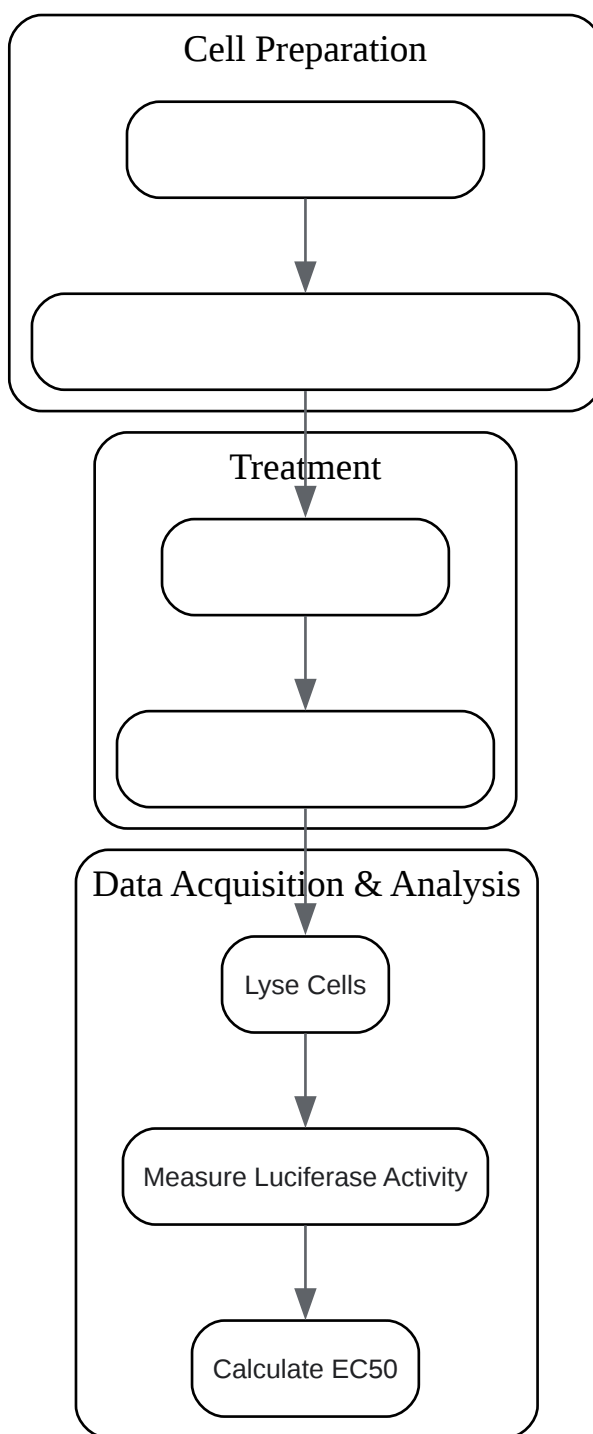 Cell Preparation
Treatment
Data Acquisition & Analysis
Lyse Cells
Measure Luciferase Activity
Calculate EC50